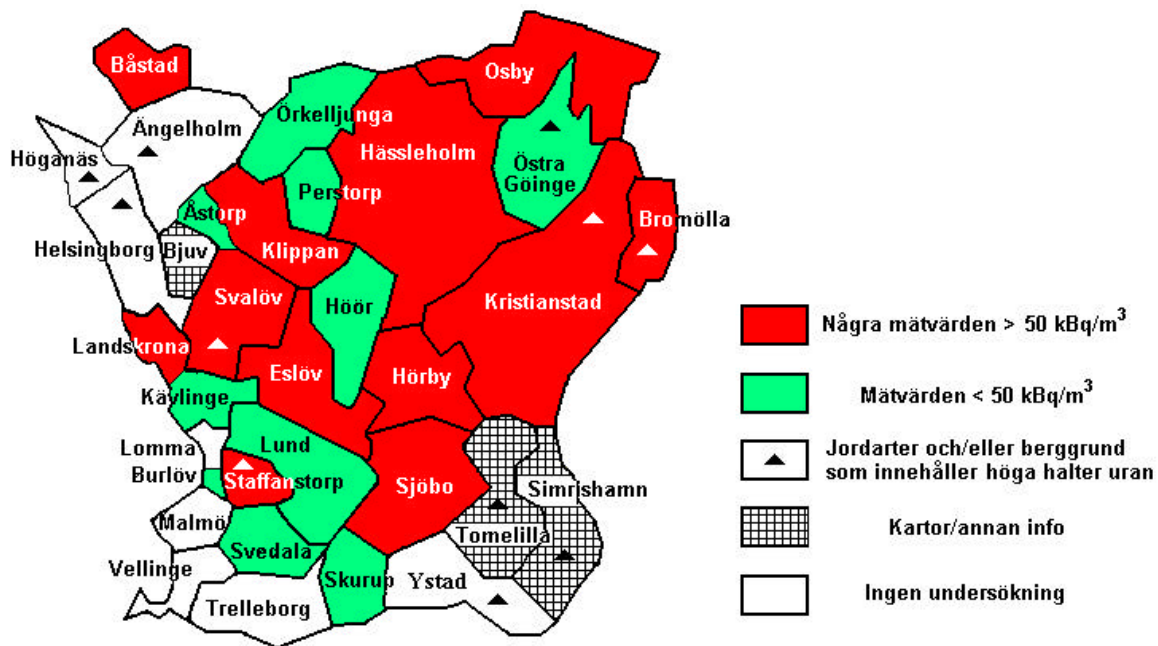 Båstad
Osby
Örkelljunga
Ängelholm
Hässleholm
Höganäs
Östra
Göinge
Perstorp
Åstorp
Bromölla
Helsingborg
Bjuv
Klippan
Svalöv
Höör
Kristianstad
Landskrona
Eslöv
Hörby
Kävlinge
Lomma
Lund
Burlöv
Staffanstorp
Sjöbo
Simrishamn
Malmö
Tomelilla
Svedala
Vellinge
Skurup
Ystad
Trelleborg
Några mätvärden > 50 kBq/m³
Mätvärden < 50 kBq/m³
Jordarter och/eller berggrund
som innehåller höga halter uran
Kartor/annan info
Ingen undersökning